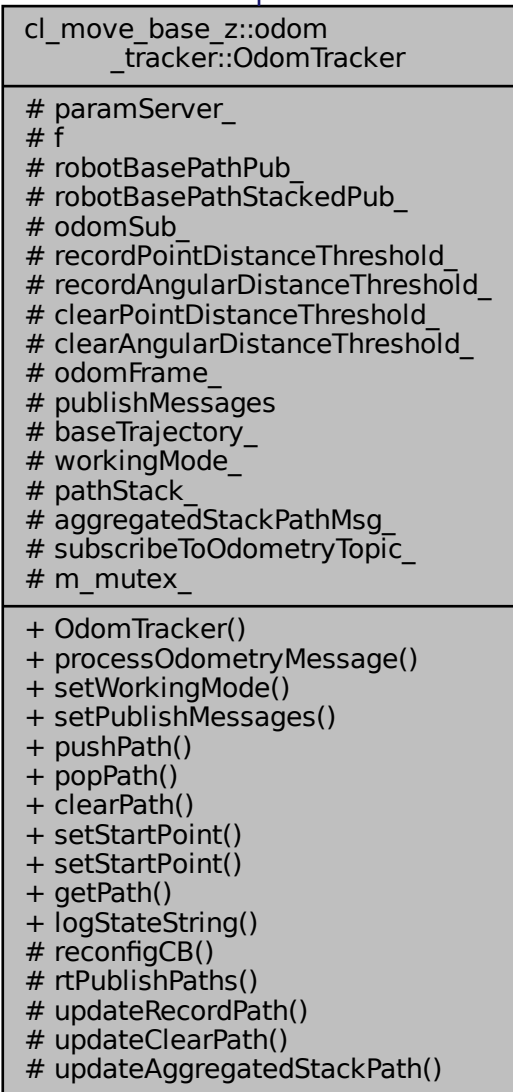 cl_move_base_z::odom
_tracker::OdomTracker
# paramServer_
# f
# robotBasePathPub_
# robotBasePathStackedPub_
# odomSub_
# recordPointDistanceThreshold_
# recordAngularDistanceThreshold_
# clearPointDistanceThreshold_
# clearAngularDistanceThreshold_
# odomFrame_
# publishMessages
# baseTrajectory_
# workingMode_
# pathStack_
# aggregatedStackPathMsg_
# subscribeToOdometryTopic_
# m_mutex_
+ OdomTracker()
+ processOdometryMessage()
+ setWorkingMode()
+ setPublishMessages()
+ pushPath()
+ popPath()
+ clearPath()
+ setStartPoint()
+ setStartPoint()
+ getPath()
+ logStateString()
# reconfigCB()
# rtPublishPaths()
# updateRecordPath()
# updateClearPath()
# updateAggregatedStackPath()